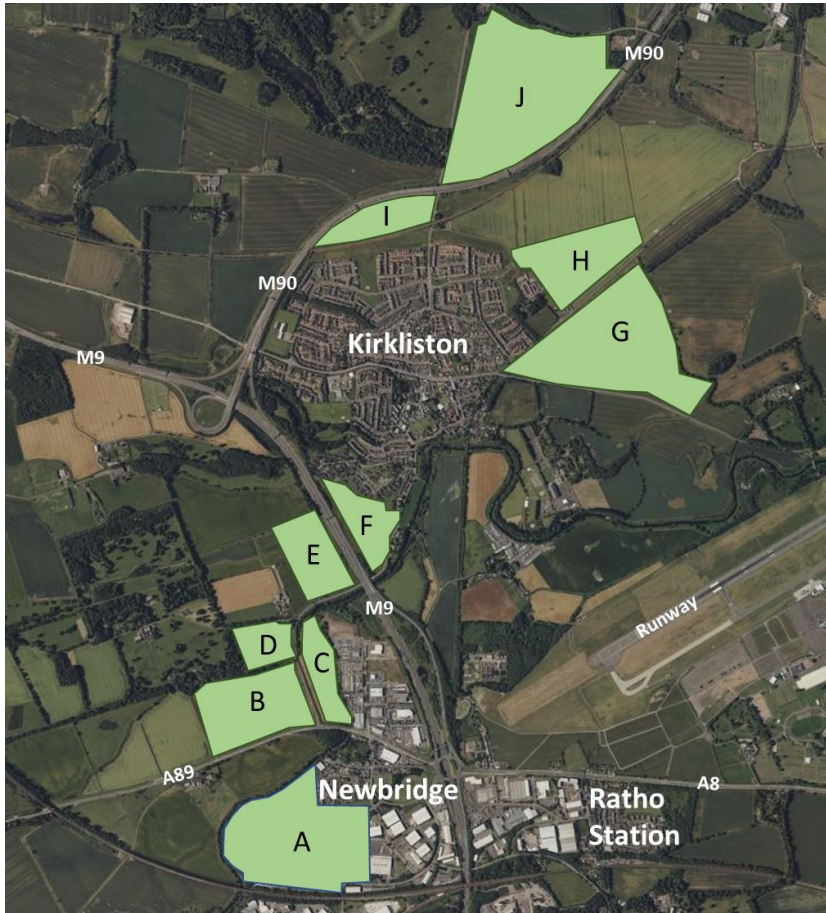 M90
J
I
H
M90
Kirkliston
G
M9
F
E
M9
Runway
D
C
B
A89
Newbridge
A8
Ratho
Station
A